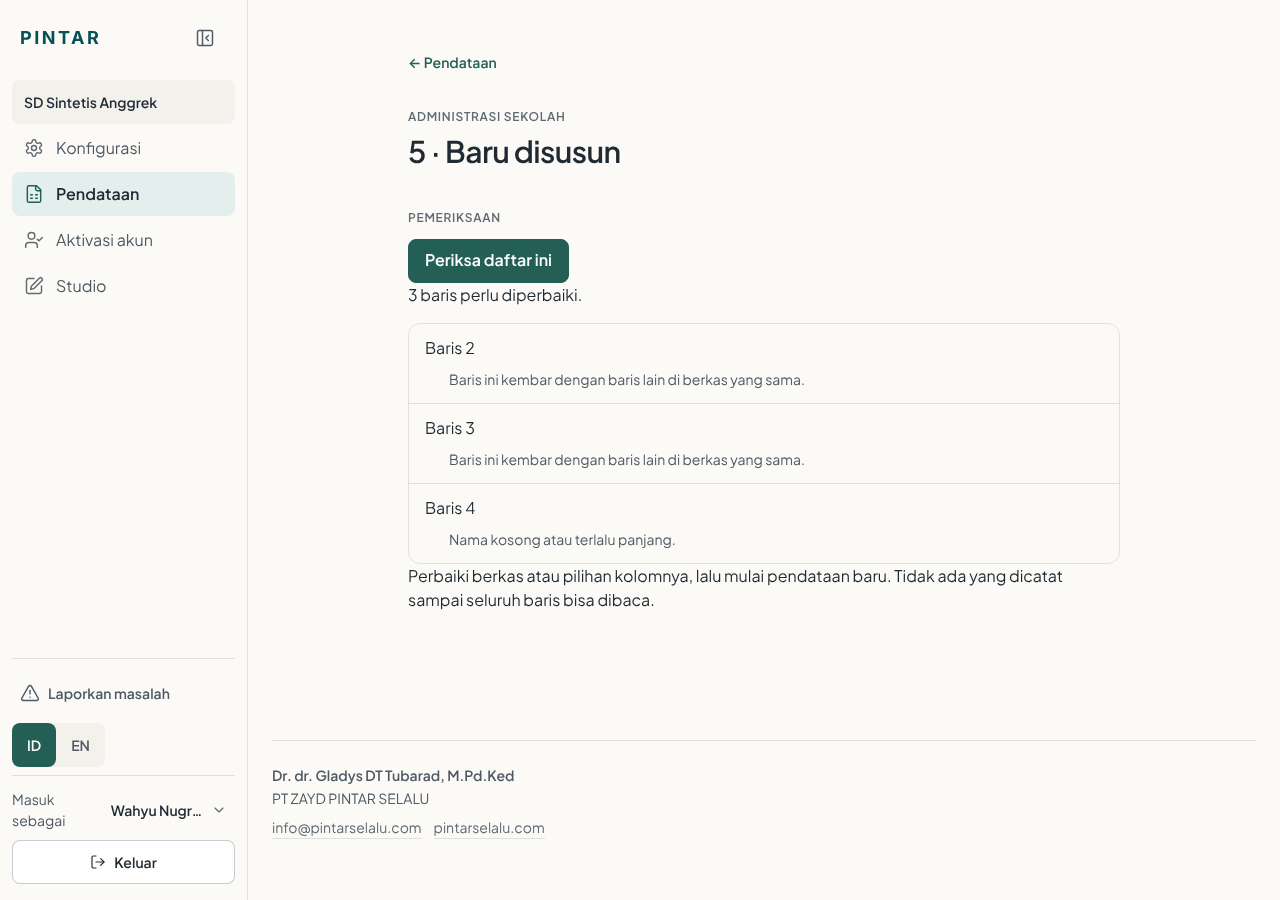 PINTAR
SD Sintetis Anggrek
Konfigurasi
Pendataan
Aktivasi akun
Studio
Laporkan masalah
ID EN
Masuk sebagai
Wahyu Nugr...
Keluar
← Pendataan
ADMINISTRASI SEKOLAH
5 · Baru disusun
PEMERIKSAAN
Periksa daftar ini
3 baris perlu diperbaiki.
Baris 2
Baris ini kembar dengan baris lain di berkas yang sama.
Baris 3
Baris ini kembar dengan baris lain di berkas yang sama.
Baris 4
Nama kosong atau terlalu panjang.
Perbaiki berkas atau pilihan kolomnya, lalu mulai pendataan baru. Tidak ada yang dicatat
sampai seluruh baris bisa dibaca.
Dr. dr. Gladys DT Tubarad, M.Pd.Ked
PT ZAYD PINTAR SELALU
info@pintarselalu.com pintarselalu.com